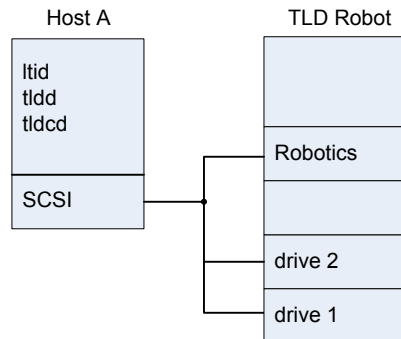 Host A
ltid
tldd
tldcd
SCSI
TLD Robot
Robotics
drive 2
drive 1